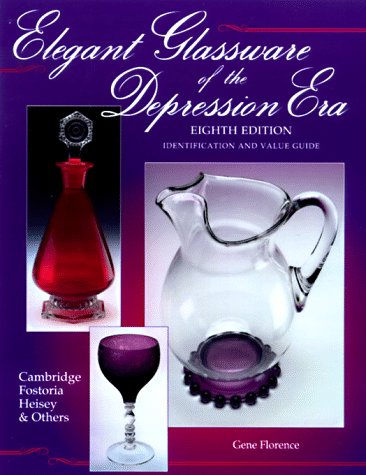 Elegant Glassware
of the
Depression Era
EIGHTH EDITION
IDENTIFICATION AND VALUE GUIDE
Cambridge
Fostoria
Heisey
& Others
Gene Florence